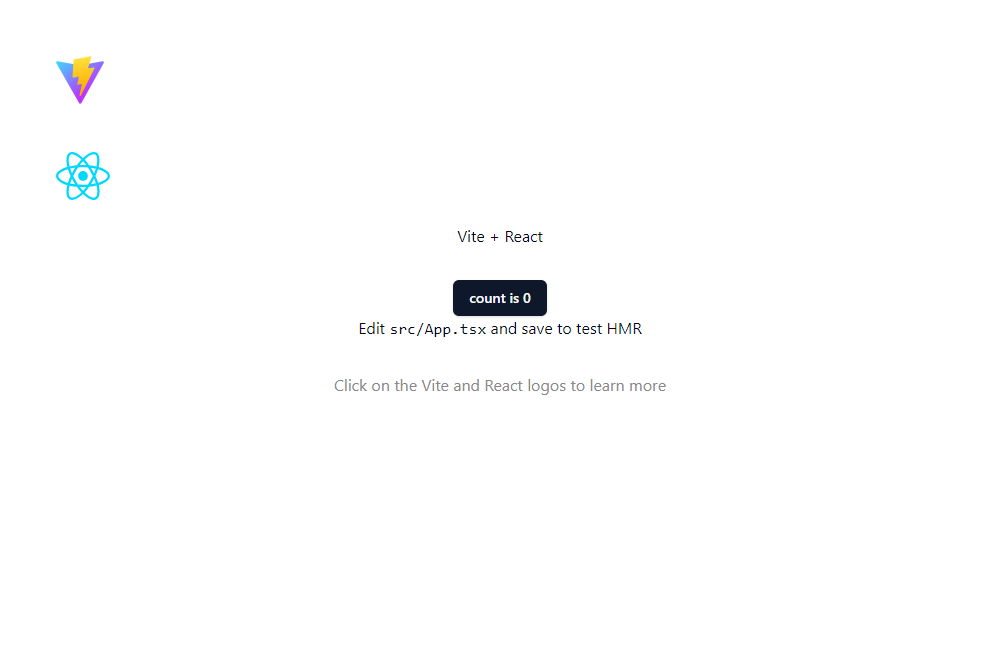 Vite + React
count is 0
Edit src/App.tsx and save to test HMR
Click on the Vite and React logos to learn more